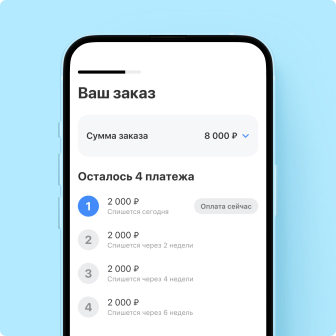 Ваш заказ
Сумма заказа 8 000 ₽
Осталось 4 платежа
1 2 000 ₽
Спишется сегодня Оплата сейчас
2 2 000 ₽
Спишется через 2 недели
3 2 000 ₽
Спишется через 4 недели
4 2 000 ₽
Спишется через 6 недель